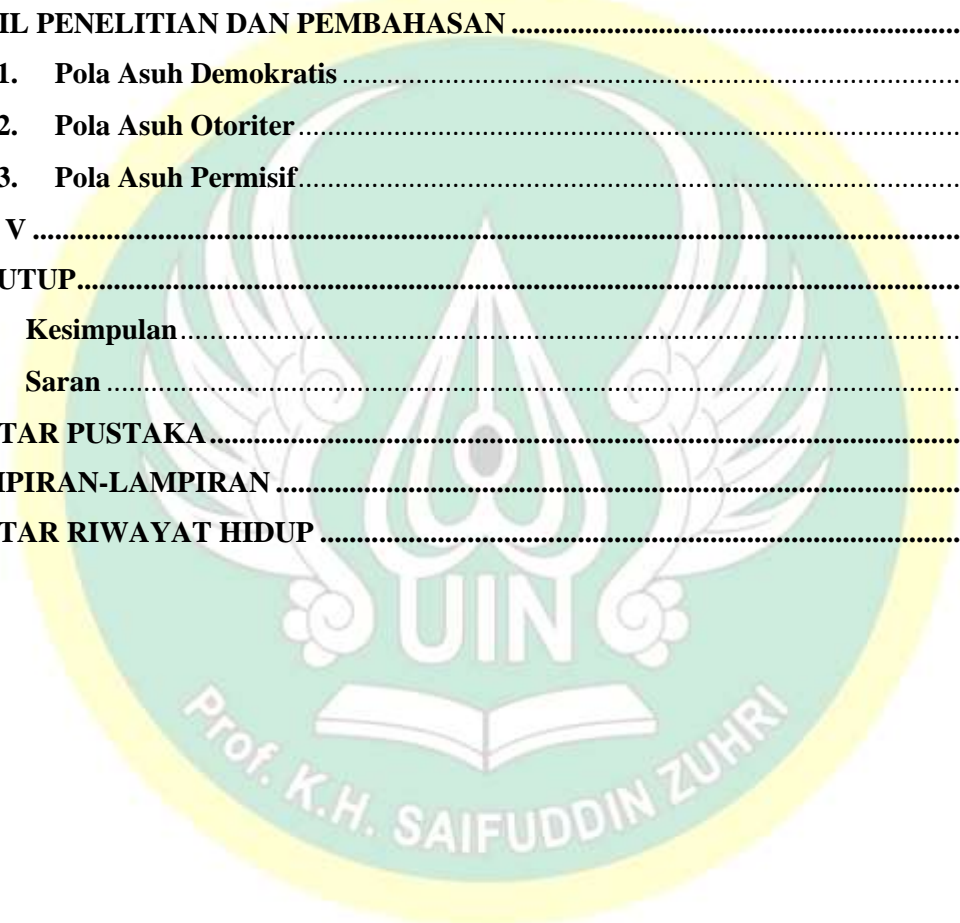 IL PENELITIAN DAN PEMBAHASAN ................................................................
1. Pola Asuh Demokratis ................................................................
2. Pola Asuh Otoriter ................................................................
3. Pola Asuh Permisif ................................................................
V ................................................................
UTUP ................................................................
Kesimpulan ................................................................
Saran ................................................................
TAR PUSTAKA ................................................................
MPIRAN-LAMPIRAN ................................................................
TAR RIWAYAT HIDUP ................................................................
UIN
Prof. K.H. SAIFUDDIN ZUHRI